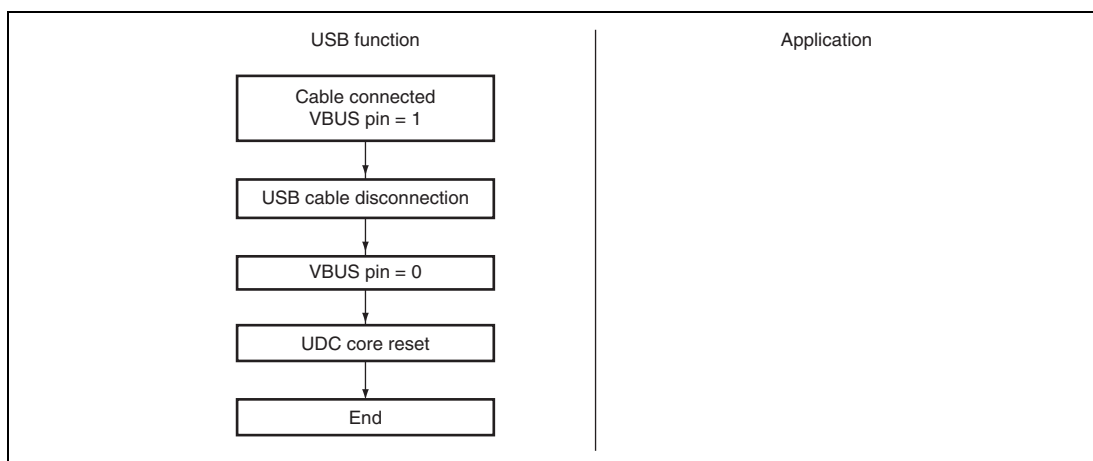 USB function
Application
Cable connected
VBUS pin = 1
USB cable disconnection
VBUS pin = 0
UDC core reset
End